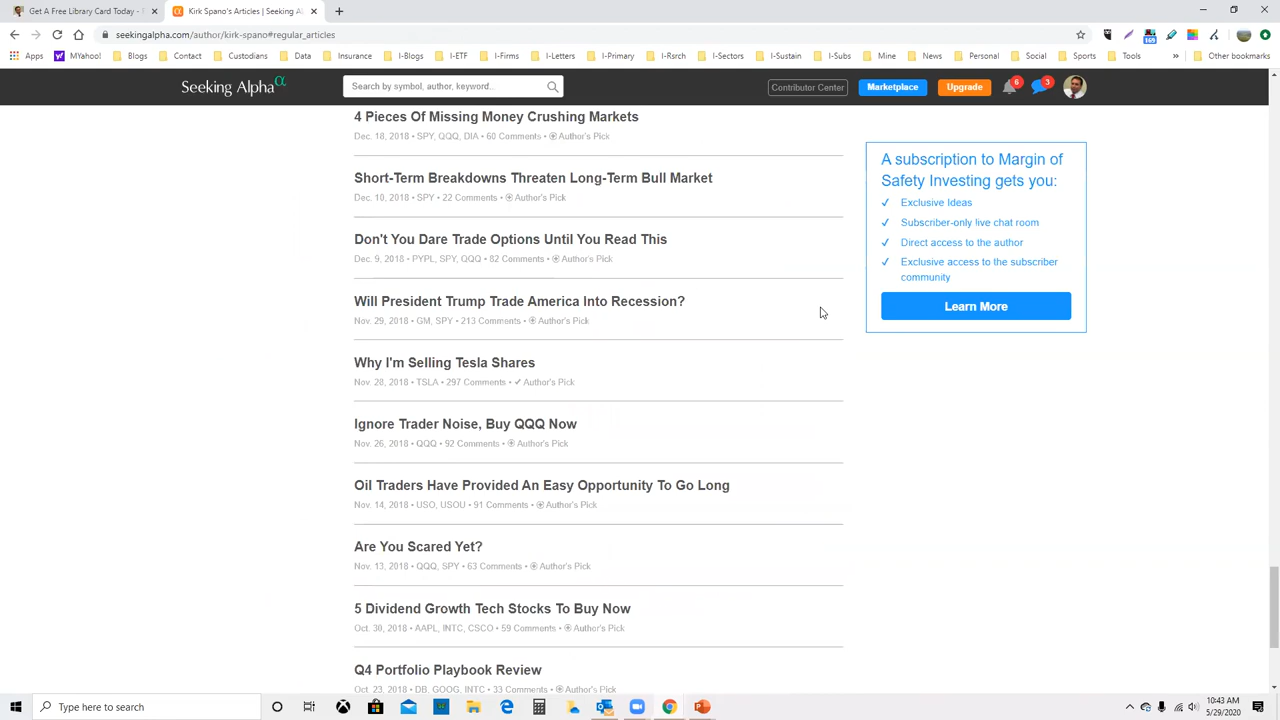 Get A Free Library Card Today -
Kirk Spano's Articles | Seeking Al
seekingalpha.com/author/kirk-spano#regular_articles
Apps MYahoo! Blogs Contact Custodians Data Insurance I-Blogs I-ETF I-Firms I-Letters I-Primary I-Rsrch I-Sectors I-Sustain I-Subs Mine News Personal Social Sports Tools » Other bookmarks
Seeking Alpha α
Search by symbol, author, keyword...
Contributor Center
Marketplace
Upgrade
6
3
4 Pieces Of Missing Money Crushing Markets
Dec. 18, 2018 • SPY, QQQ, DIA • 60 Comments • Author's Pick
Short-Term Breakdowns Threaten Long-Term Bull Market
Dec. 10, 2018 • SPY • 22 Comments • Author's Pick
Don't You Dare Trade Options Until You Read This
Dec. 9, 2018 • PYPL, SPY, QQQ • 82 Comments • Author's Pick
Will President Trump Trade America Into Recession?
Nov. 29, 2018 • GM, SPY • 213 Comments • Author's Pick
Why I'm Selling Tesla Shares
Nov. 28, 2018 • TSLA • 297 Comments • ✓ Author's Pick
Ignore Trader Noise, Buy QQQ Now
Nov. 26, 2018 • QQQ • 92 Comments • Author's Pick
Oil Traders Have Provided An Easy Opportunity To Go Long
Nov. 14, 2018 • USO, USOU • 91 Comments • Author's Pick
Are You Scared Yet?
Nov. 13, 2018 • QQQ, SPY • 63 Comments • Author's Pick
5 Dividend Growth Tech Stocks To Buy Now
Oct. 30, 2018 • AAPL, INTC, CSCO • 59 Comments • Author's Pick
Q4 Portfolio Playbook Review
Oct. 23, 2018 • DB, GOOG, INTC • 33 Comments • Author's Pick
A subscription to Margin of
Safety Investing gets you:
✓ Exclusive Ideas
✓ Subscriber-only live chat room
✓ Direct access to the author
✓ Exclusive access to the subscriber
community
Learn More
Type here to search
10:43 AM
5/29/2020